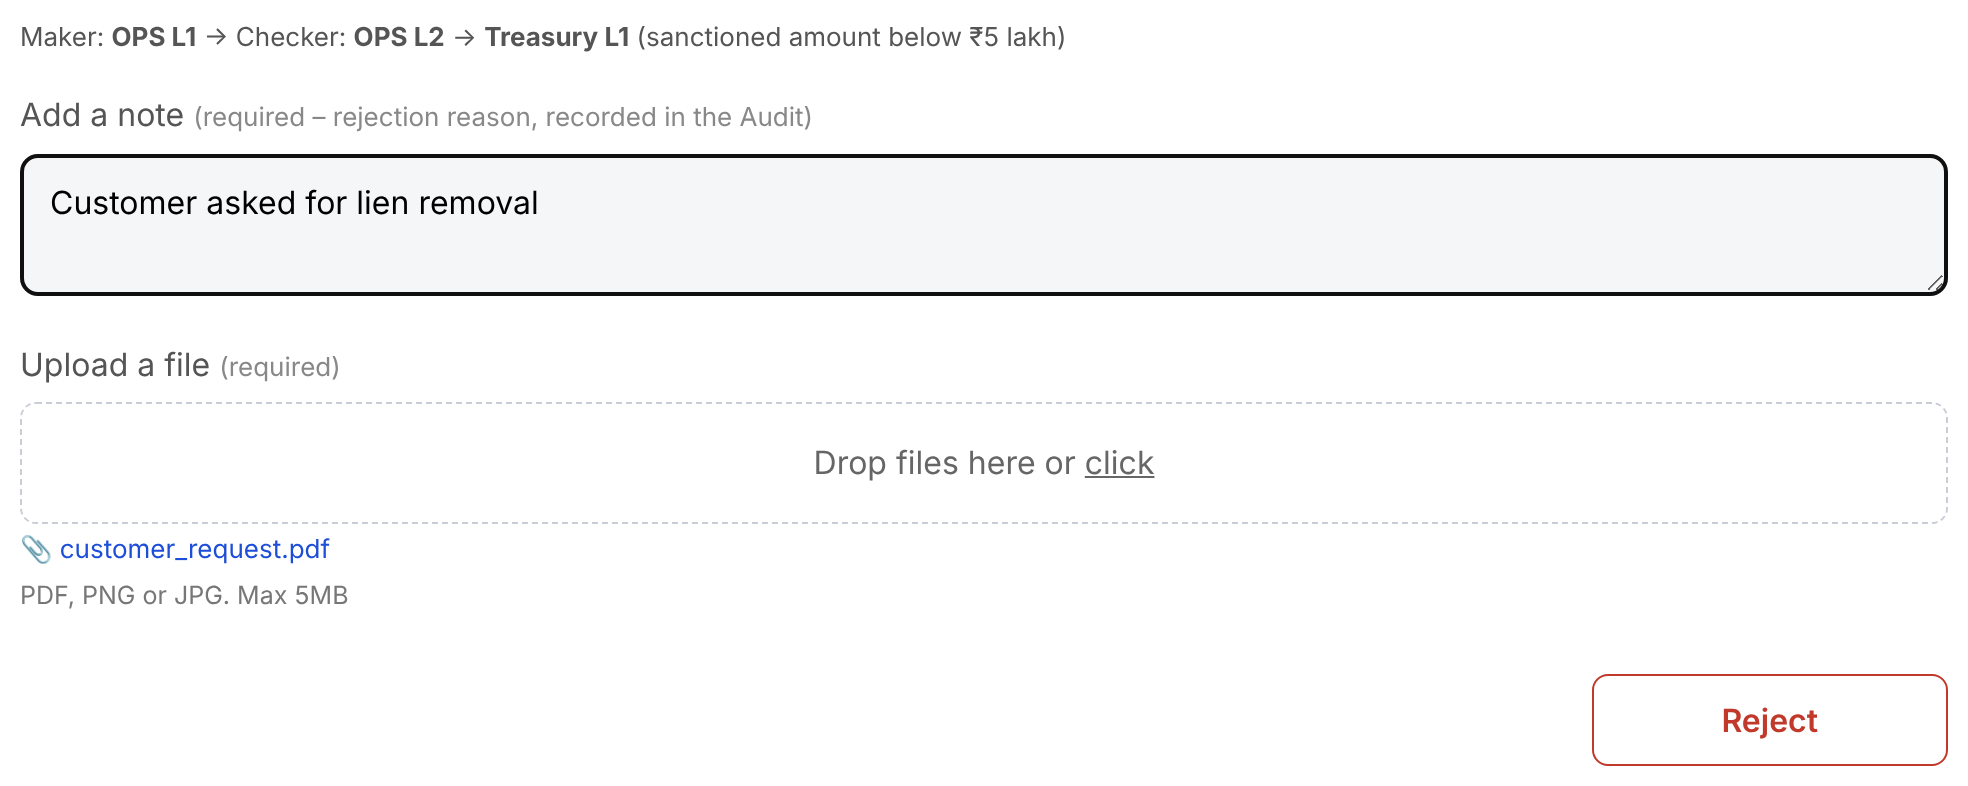 Maker: OPS L1 → Checker: OPS L2 → Treasury L1 (sanctioned amount below ₹5 lakh)
Add a note (required – rejection reason, recorded in the Audit)
Customer asked for lien removal
Upload a file (required)
Drop files here or click
customer_request.pdf
PDF, PNG or JPG. Max 5MB
Reject